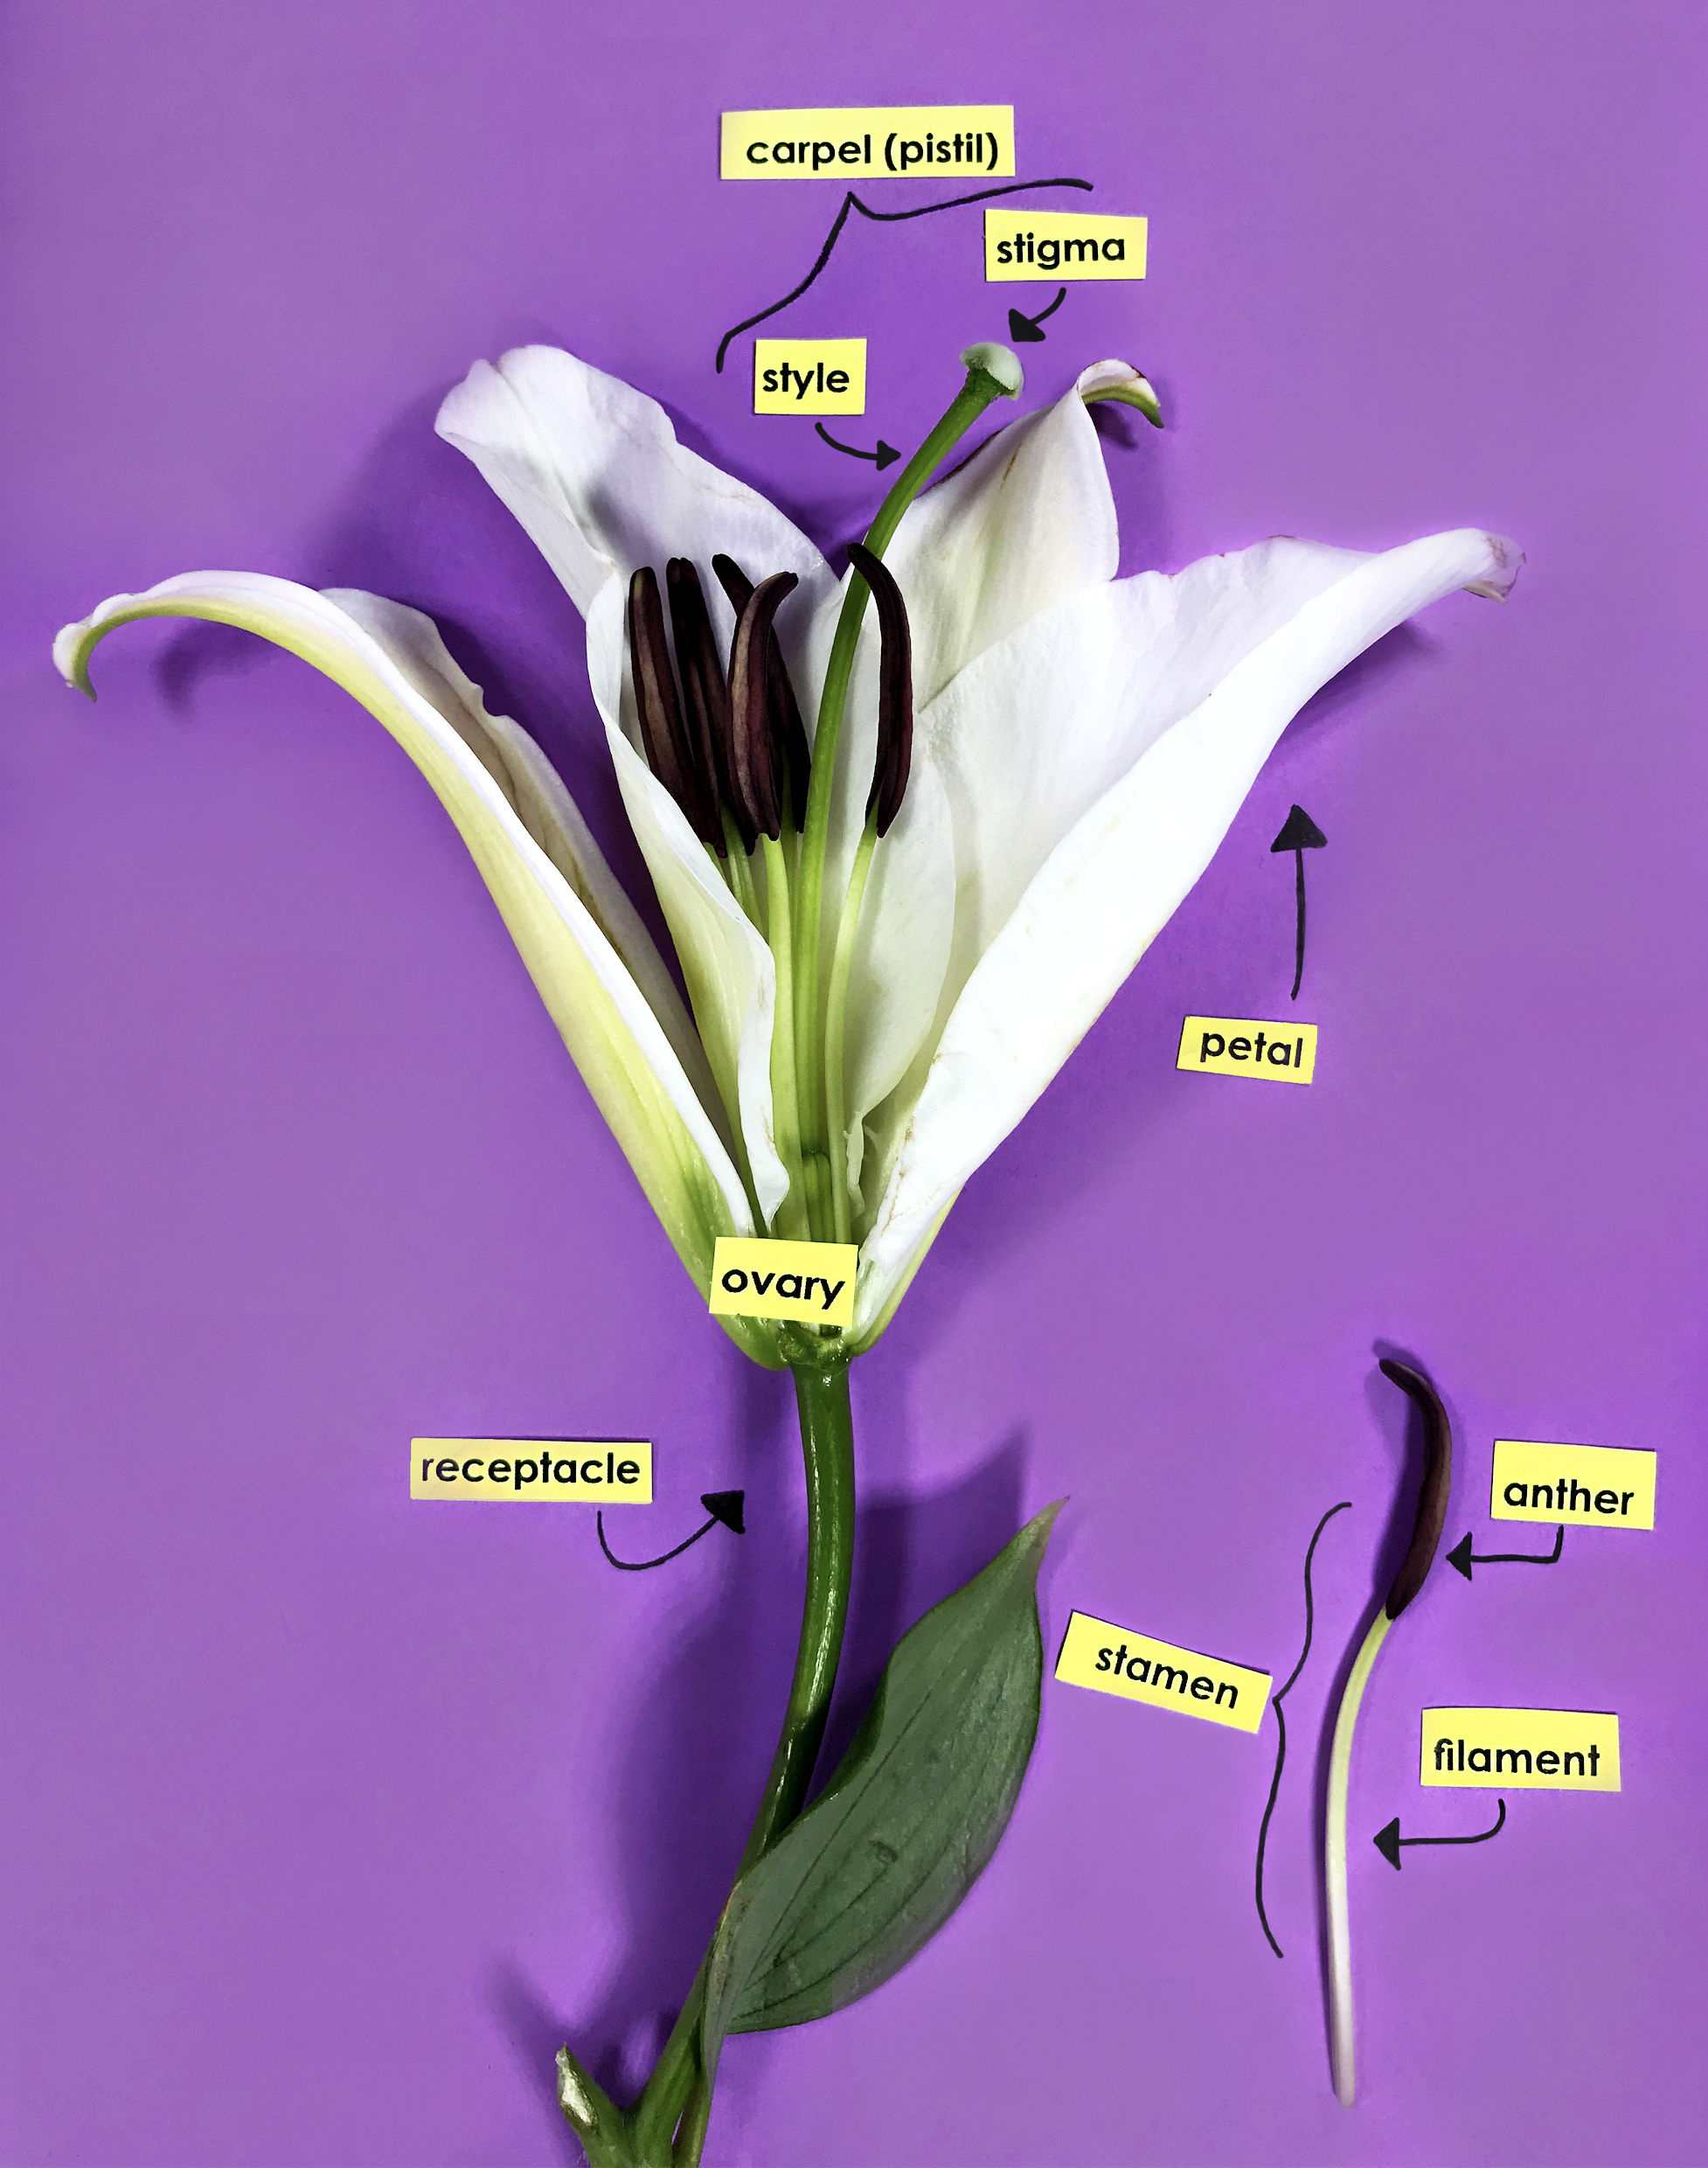 carpel (pistil)
stigma
style
petal
ovary
receptacle
anther
stamen
filament